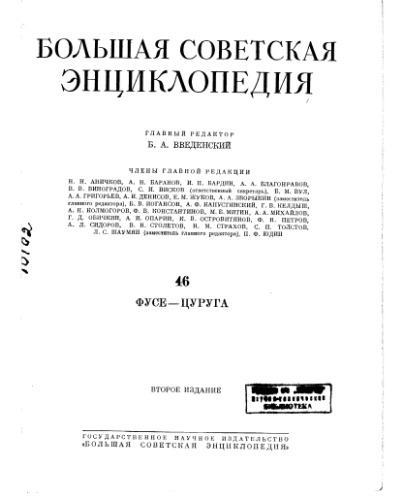 БОЛЬШАЯ СОВЕТСКАЯ
ЭНЦИКЛОПЕДИЯ
ГЛАВНЫЙ РЕДАКТОР
Б. А. ВВЕДЕНСКИЙ
ЧЛЕНЫ ГЛАВНОЙ РЕДАКЦИИ
Н. Н. АНИЧКОВ, А. Н. БАРАНОВ, И. П. БАРДИН, А. А. БЛАГОНРАВОВ,
В. В. ВИНОГРАДОВ, С. И. ВИСКОВ (ответственный секретарь), Б. М. ВУЛ,
А. А. ГРИГОРЬЕВ, А. И. ДЕНИСОВ, Е. М. ЖУКОВ, А. А. ЗВОРЫКИН (заместитель
главного редактора), Б. В. ИОГАНСОН, А. Ф. КАПУСТИНСКИЙ, Г. В. КЕЛДЫШ,
А. Н. КОЛМОГОРОВ, Ф. В. КОНСТАНТИНОВ, М. Б. МИТИН, А. А. МИХАЙЛОВ,
Г. Д. ОБИЧКИН, А. И. ОПАРИН, К. В. ОСТРОВИТЯНОВ, Ф. Н. ПЕТРОВ,
А. Л. СИДОРОВ, В. Н. СТОЛЕТОВ, Н. М. СТРАХОВ, С. П. ТОЛСТОВ,
Л. С. ШАУМЯН (заместитель главного редактора), П. Ф. ЮДИН
10192
46
ФУСЕ—ЦУРУГА
ВТОРОЕ ИЗДАНИЕ
БИБЛИОТЕКА
ГОСУДАРСТВЕННОЕ НАУЧНОЕ ИЗДАТЕЛЬСТВО
«БОЛЬШАЯ СОВЕТСКАЯ ЭНЦИКЛОПЕДИЯ»